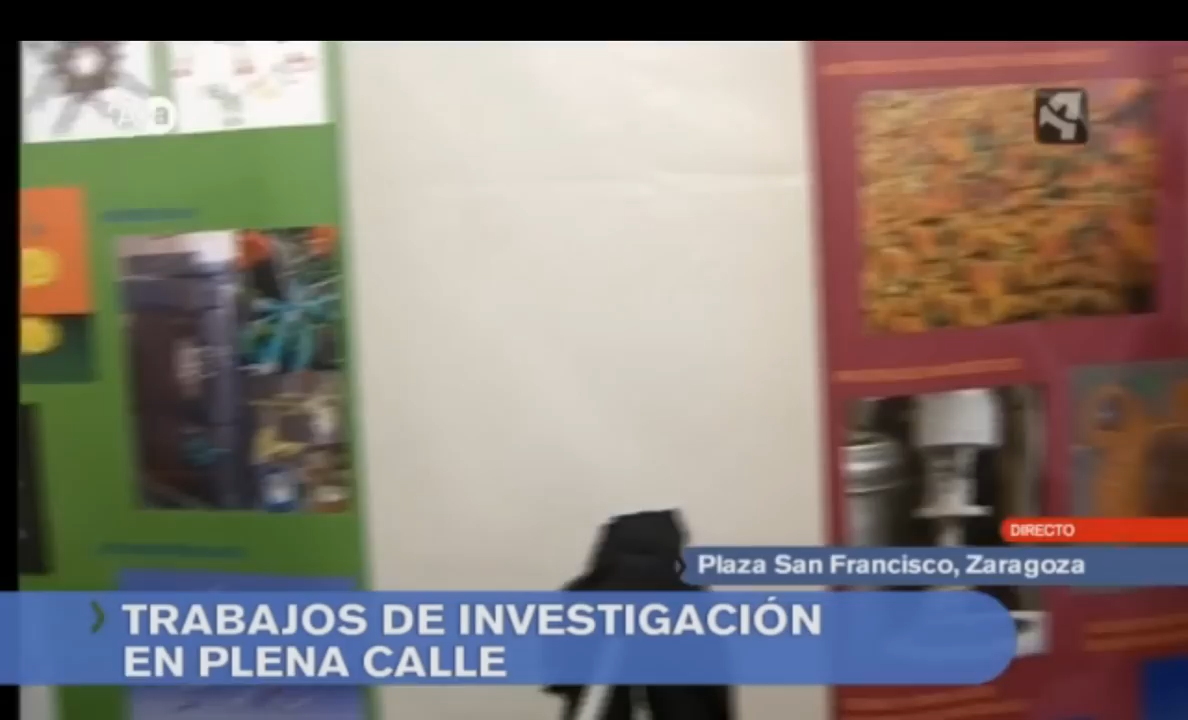 DIRECTO
Plaza San Francisco, Zaragoza
TRABAJOS DE INVESTIGACIÓN
EN PLENA CALLE